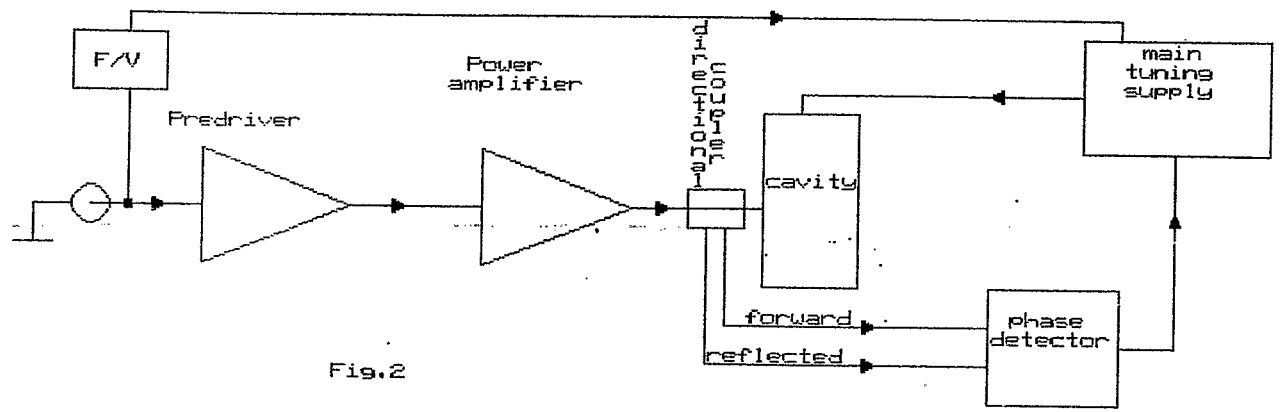 F/V
Power
amplifier
directional
coupler
main
tuning
supply
Predriver
cavity
forward
phase
detector
reflected
Fig.2